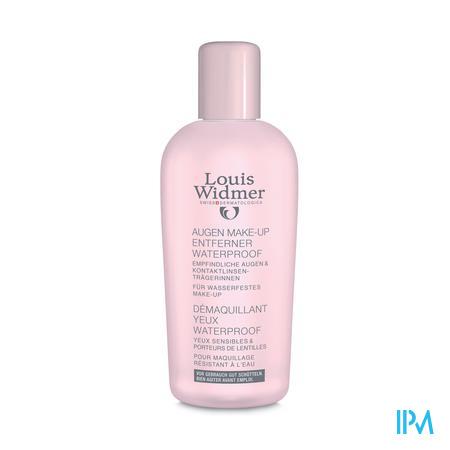 Louis
Widmer
SWISS DERMATOLOGICA
AUGEN MAKE-UP
ENTFERNER
WATERPROOF
EMPFINDLICHE AUGEN &
KONTAKTLINSEN-
TRÄGERINNEN
FÜR WASSERFESTES
MAKE-UP
DÉMAQUILLANT
YEUX
WATERPROOF
YEUX SENSIBLES &
PORTEURS DE LENTILLES
POUR MAQUILLAGE
RÉSISTANT À L'EAU
VOR GEBRAUCH GUT SCHÜTTELN.
BIEN AGITER AVANT EMPLOI.
IPM